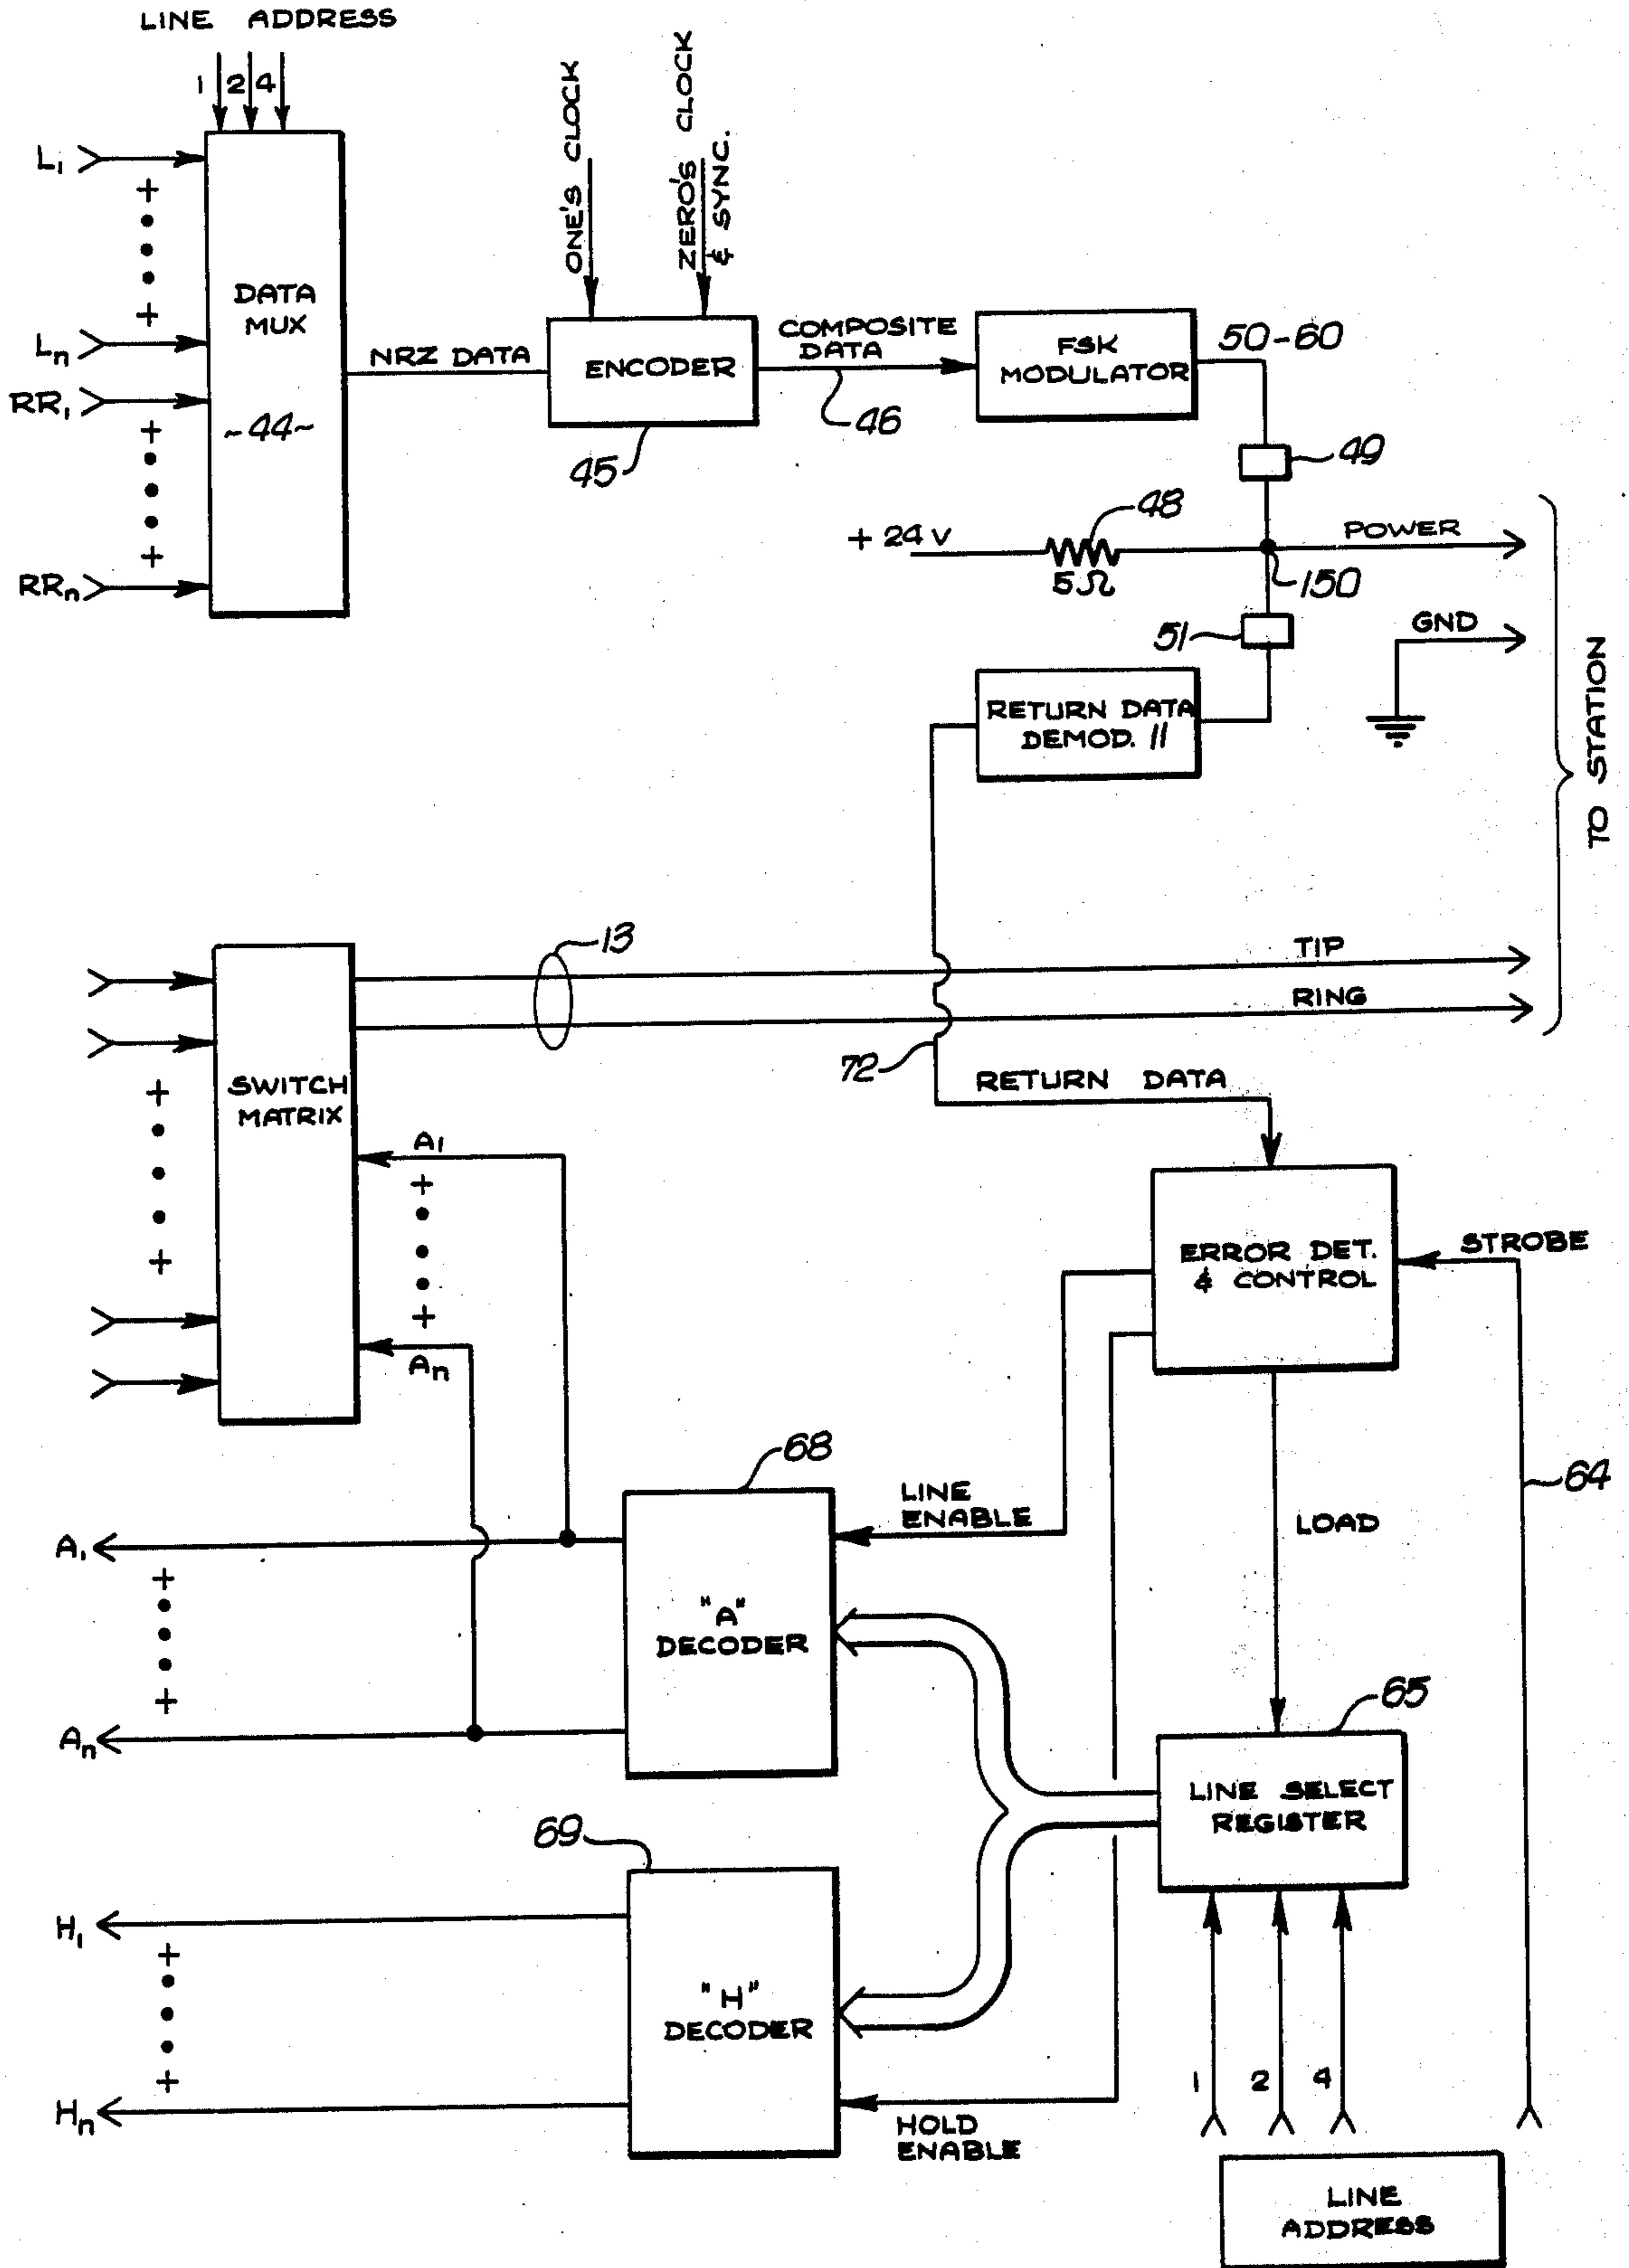 LINE ADDRESS
1 2 4
ONE'S CLOCK
ZERO'S CLOCK
& SYNC.
L1
Ln
RR1
RRn
DATA
MUX
~44~
NRZ DATA
ENCODER
45
COMPOSITE
DATA
46
FSK
MODULATOR
50-60
49
+24V
48
5Ω
150
POWER
GND
51
RETURN DATA
DEMOD. 11
TO STATION
13
TIP
RING
72
RETURN DATA
SWITCH
MATRIX
A1
An
ERROR DET.
& CONTROL
STROBE
64
68
LINE
ENABLE
LOAD
A1
An
"A"
DECODER
65
LINE SELECT
REGISTER
69
H1
Hn
"H"
DECODER
HOLD
ENABLE
1 2 4
LINE
ADDRESS